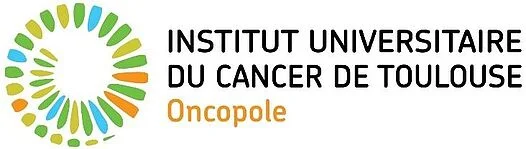 INSTITUT UNIVERSITAIRE
DU CANCER DE TOULOUSE
Oncopole